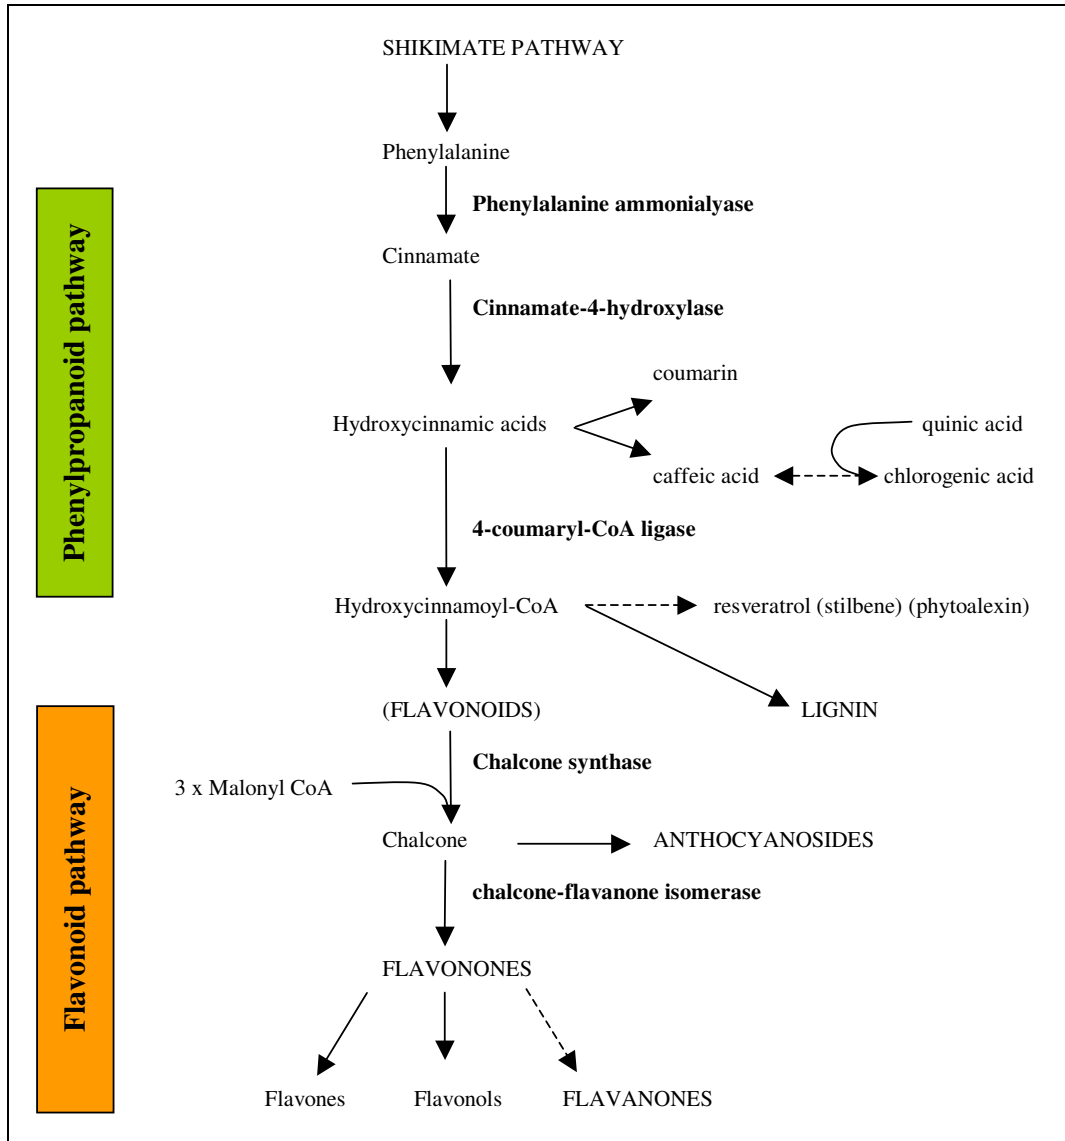 SHIKIMATE PATHWAY
Phenylalanine
Phenylpropanoid pathway
Phenylalanine ammonialyase
Cinnamate
Cinnamate-4-hydroxylase
coumarin
Hydroxycinnamic acids
quinic acid
caffeic acid
chlorogenic acid
4-coumaryl-CoA ligase
Hydroxycinnamoyl-CoA
resveratrol (stilbene) (phytoalexin)
(FLAVONOIDS)
LIGNIN
Flavonoid pathway
Chalcone synthase
3 x Malonyl CoA
Chalcone
ANTHOCYANOSIDES
chalcone-flavanone isomerase
FLAVONONES
Flavones
Flavonols
FLAVANONES